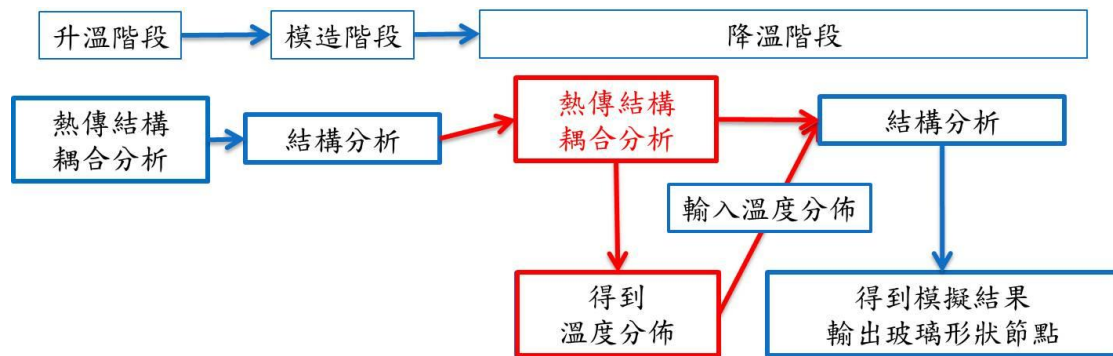 升溫階段
模造階段
降溫階段
熱傳結構
耦合分析
結構分析
熱傳結構
耦合分析
結構分析
輸入溫度分佈
得到
溫度分佈
得到模擬結果
輸出玻璃形狀節點